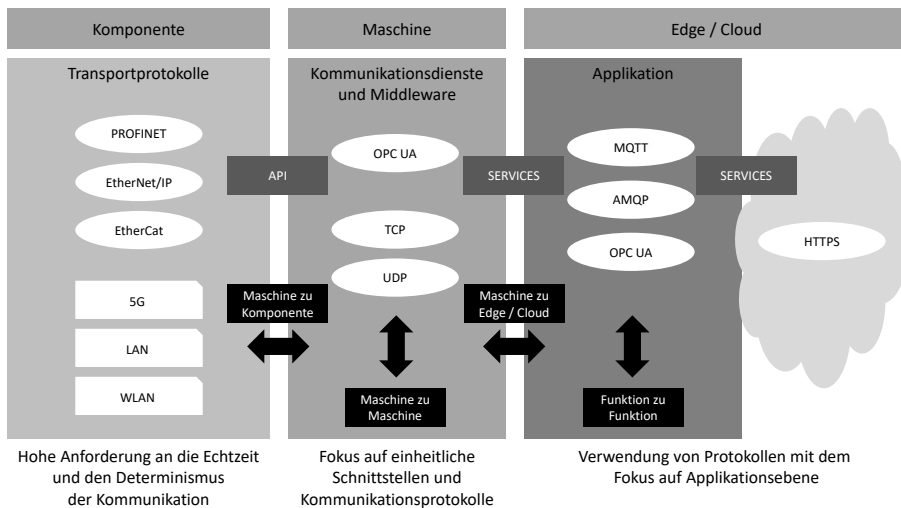 Komponente
Maschine
Edge / Cloud
Transportprotokolle
PROFINET
EtherNet/IP
EtherCat
5G
LAN
WLAN
API
Maschine zu
Komponente
Kommunikationsdienste
und Middleware
OPC UA
TCP
UDP
Maschine zu
Maschine
SERVICES
Maschine zu
Edge / Cloud
Applikation
MQTT
AMQP
OPC UA
Funktion zu
Funktion
SERVICES
HTTPS
Hohe Anforderung an die Echtzeit
und den Determinismus
der Kommunikation
Fokus auf einheitliche
Schnittstellen und
Kommunikationsprotokolle
Verwendung von Protokollen mit dem
Fokus auf Applikationsebene